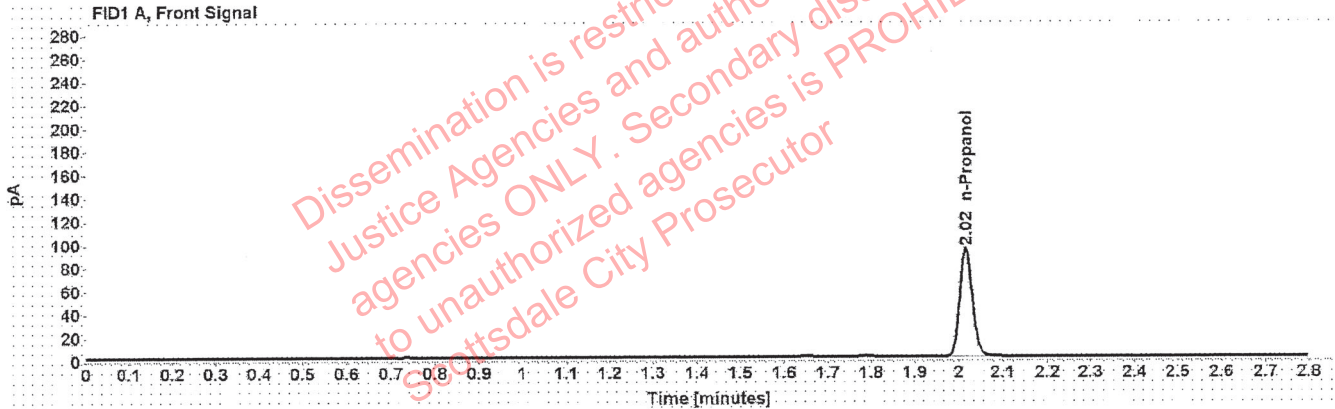 FID1 A, Front Signal
Dissemination is restric
Justice Agencies and autho
agencies ONLY. Secondary dis
to unauthorized agencies is PROHI
Scottsdale City Prosecutor
280
260
240
220
200
180
160
140
120
100
80
60
40
20
0
pA
2.02 n-Propanol
0 0.1 0.2 0.3 0.4 0.5 0.6 0.7 0.8 0.9 1 1.1 1.2 1.3 1.4 1.5 1.6 1.7 1.8 1.9 2 2.1 2.2 2.3 2.4 2.5 2.6 2.7 2.8
Time [minutes]